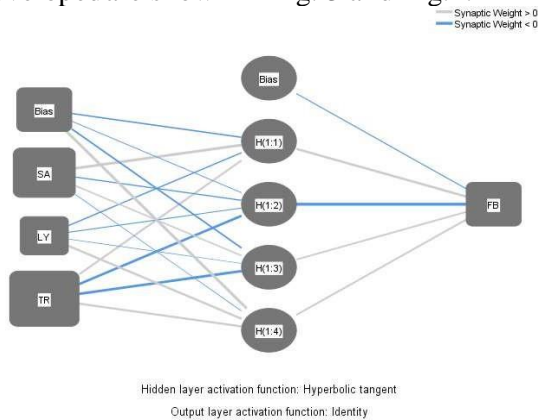 Synaptic Weight > 0
Synaptic Weight < 0
Bias
Bias
H(1:1)
SA
H(1:2)
FB
LY
H(1:3)
TR
H(1:4)
Hidden layer activation function: Hyperbolic tangent
Output layer activation function: Identity